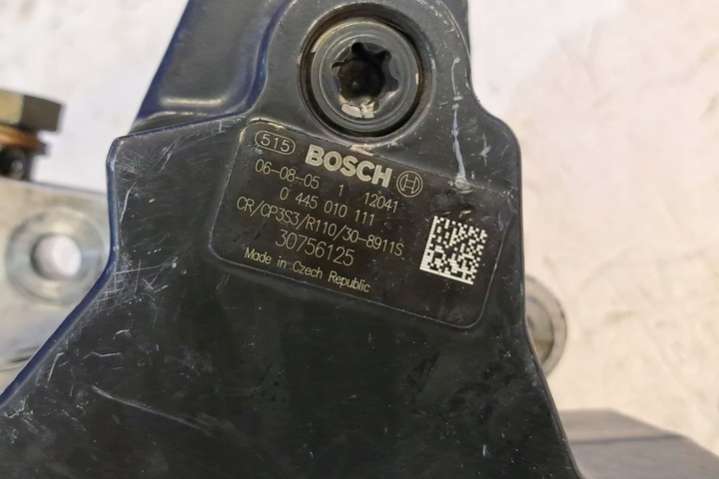 515 BOSCH
06-08-05 1 12041
0 445 010 111
CR/CP3S3/R110/30-8911S
30756125
Made in Czech Republic